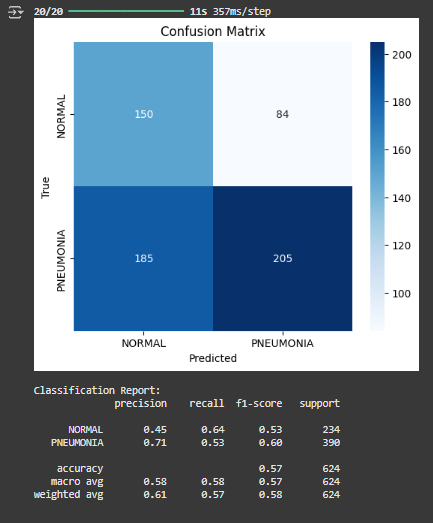 20/20 11s 357ms/step
Confusion Matrix
NORMAL
150 84
200
180
160
140
120
100
True
PNEUMONIA
185 205
NORMAL PNEUMONIA
Predicted
Classification Report:
precision recall f1-score support
NORMAL 0.45 0.64 0.53 234
PNEUMONIA 0.71 0.53 0.60 390
accuracy 0.57 624
macro avg 0.58 0.58 0.57 624
weighted avg 0.61 0.57 0.58 624